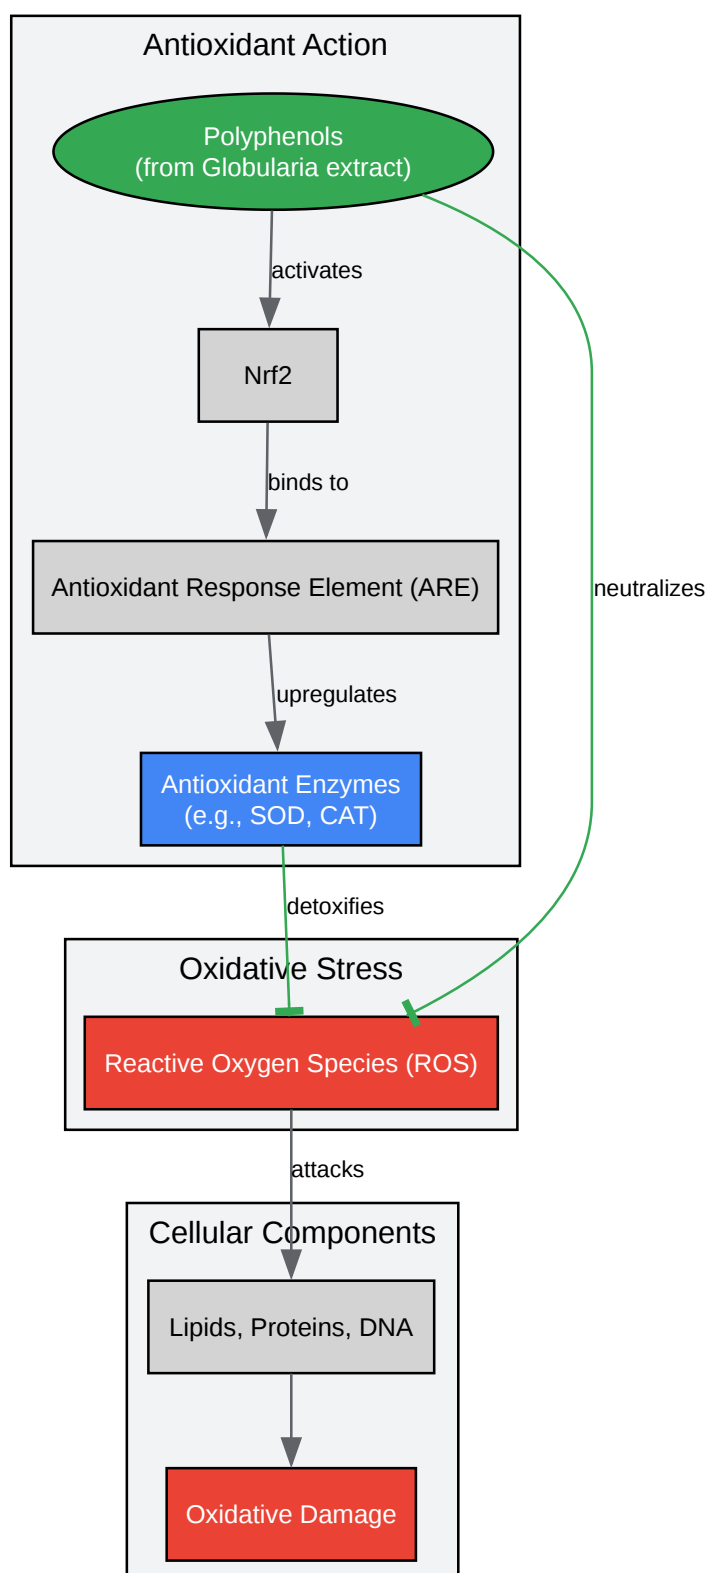 Antioxidant Action
Polyphenols
(from Globularia extract)
activates
Nrf2
binds to
Antioxidant Response Element (ARE)
neutralizes
upregulates
Antioxidant Enzymes
(e.g., SOD, CAT)
detoxifies
Oxidative Stress
Reactive Oxygen Species (ROS)
attacks
Cellular Components
Lipids, Proteins, DNA
Oxidative Damage